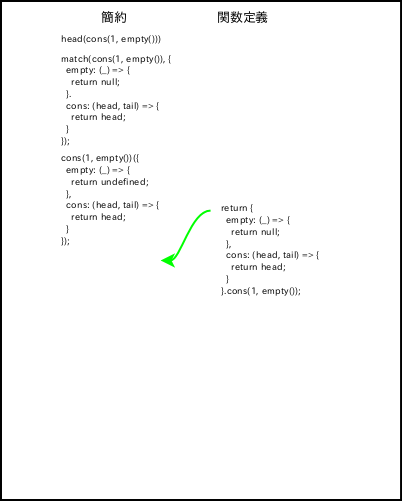 簡約 関数定義
head(cons(1, empty()))
match(cons(1, empty()), {
empty: (_) => {
return null;
}.
cons: (head, tail) => {
return head;
}
});
cons(1, empty())({
empty: (_) => {
return undefined;
},
cons: (head, tail) => {
return head;
}
});
return {
empty: (_) => {
return null;
},
cons: (head, tail) => {
return head;
}
}.cons(1, empty());